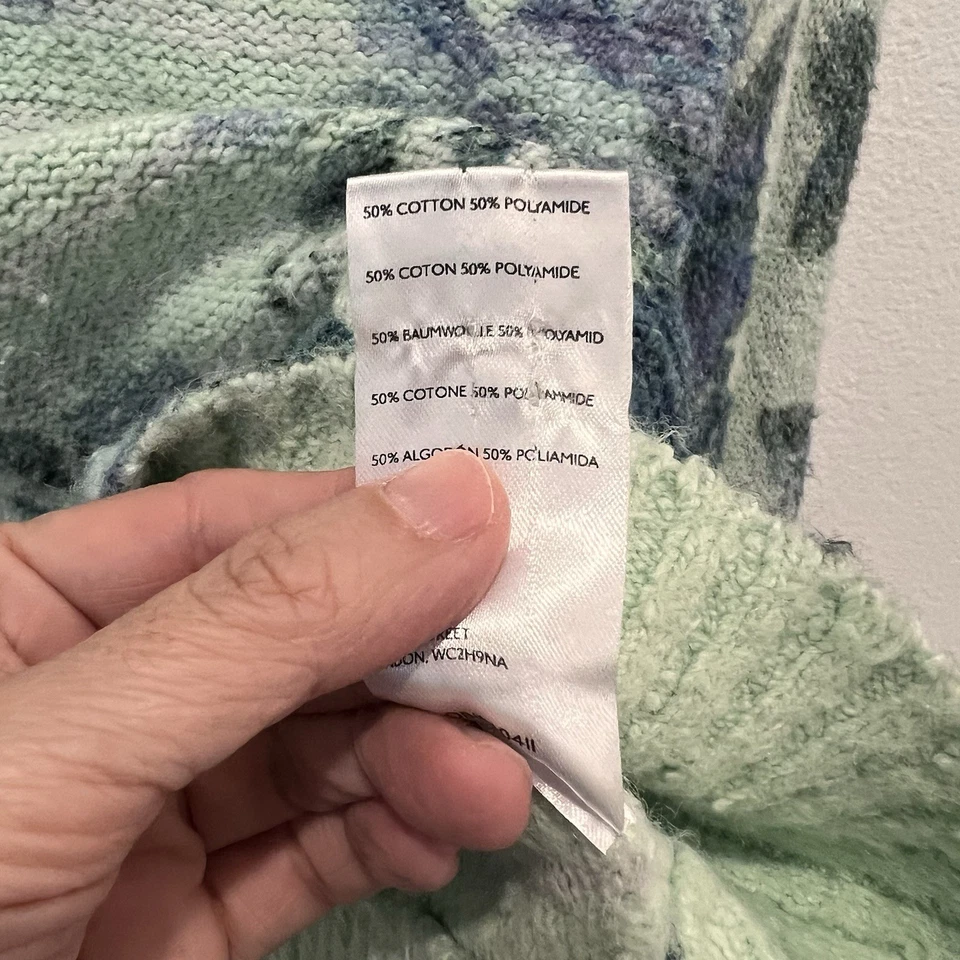 50% COTTON 50% POLYAMIDE
50% COTON 50% POLYAMIDE
50% BAUMWOLLE 50% POLYAMID
50% COTONE 50% POLIAMMIDE
50% ALGODÓN 50% POLIAMIDA
WC2H9NA